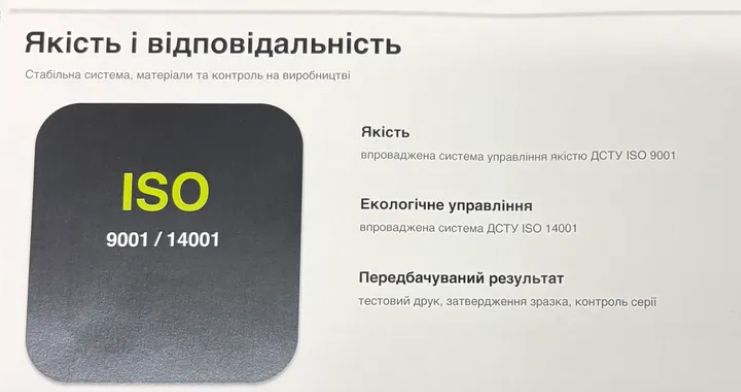 Якість і відповідальність
Стабільна система, матеріали та контроль на виробництві
ISO
9001 / 14001
Якість
впроваджена система управління якістю ДСТУ ISO 9001
Екологічне управління
впроваджена система ДСТУ ISO 14001
Передбачуваний результат
тестовий друк, затвердження зразка, контроль серії